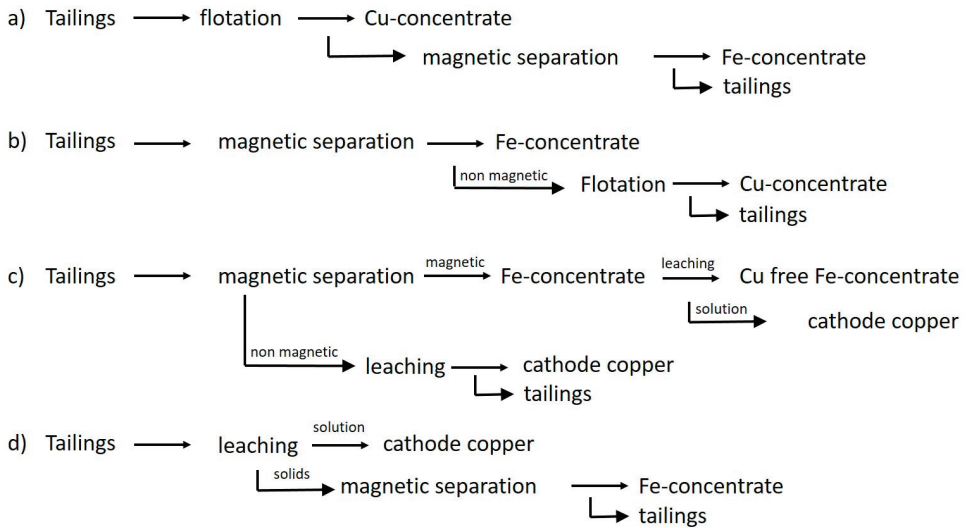 a) Tailings flotation Cu-concentrate
magnetic separation Fe-concentrate
tailings
b) Tailings magnetic separation Fe-concentrate
non magnetic Flotation Cu-concentrate
tailings
c) Tailings magnetic separation magnetic Fe-concentrate leaching Cu free Fe-concentrate
solution cathode copper
non magnetic leaching cathode copper
tailings
d) Tailings leaching solution cathode copper
solids magnetic separation Fe-concentrate
tailings